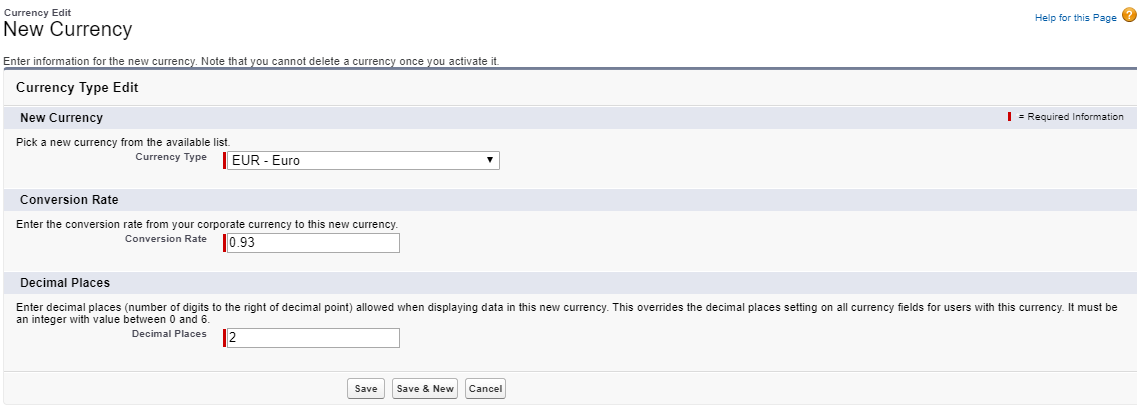 Currency Edit
New Currency
Help for this Page ?
Enter information for the new currency. Note that you cannot delete a currency once you activate it.
Currency Type Edit
New Currency
= Required Information
Pick a new currency from the available list.
Currency Type
EUR - Euro
Conversion Rate
Enter the conversion rate from your corporate currency to this new currency.
Conversion Rate
0.93
Decimal Places
Enter decimal places (number of digits to the right of decimal point) allowed when displaying data in this new currency. This overrides the decimal places setting on all currency fields for users with this currency. It must be
an integer with value between 0 and 6.
Decimal Places
2
Save
Save & New
Cancel